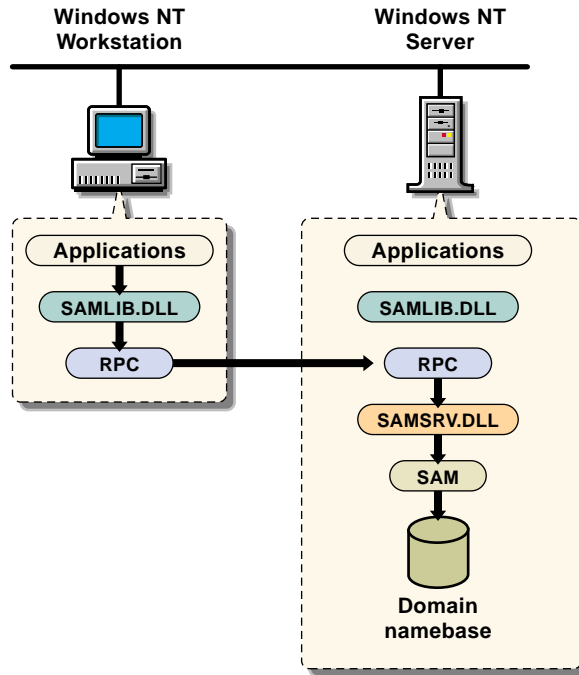 Windows NT
Workstation
Windows NT
Server
Applications
SAMLIB.DLL
RPC
Applications
SAMLIB.DLL
RPC
SAMSRV.DLL
SAM
Domain
namebase